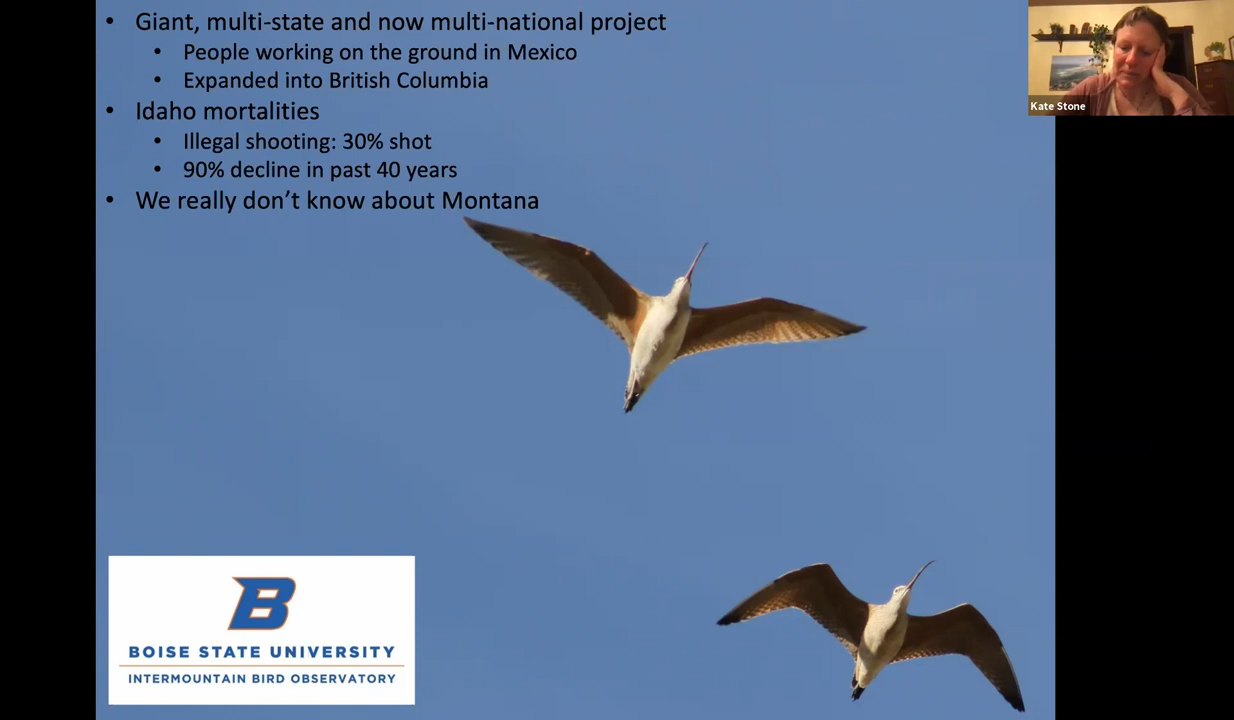 • Giant, multi-state and now multi-national project
• People working on the ground in Mexico
• Expanded into British Columbia
• Idaho mortalities
• Illegal shooting: 30% shot
• 90% decline in past 40 years
• We really don’t know about Montana
Kate Stone
B
BOISE STATE UNIVERSITY
INTERMOUNTAIN BIRD OBSERVATORY